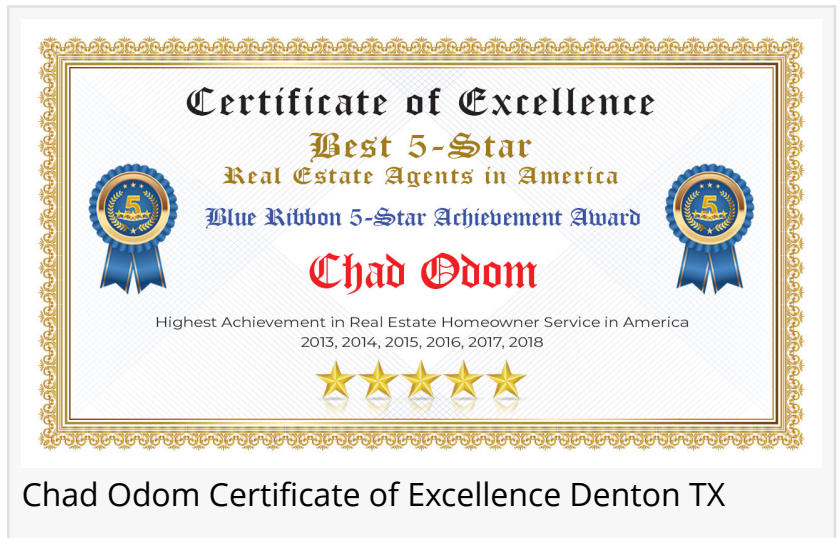 Certificate of Excellence
Best 5-Star
Real Estate Agents in America
Blue Ribbon 5-Star Achievement Award
Chad Odom
Highest Achievement in Real Estate Homeowner Service in America
2013, 2014, 2015, 2016, 2017, 2018
5
5
Chad Odom Certificate of Excellence Denton TX